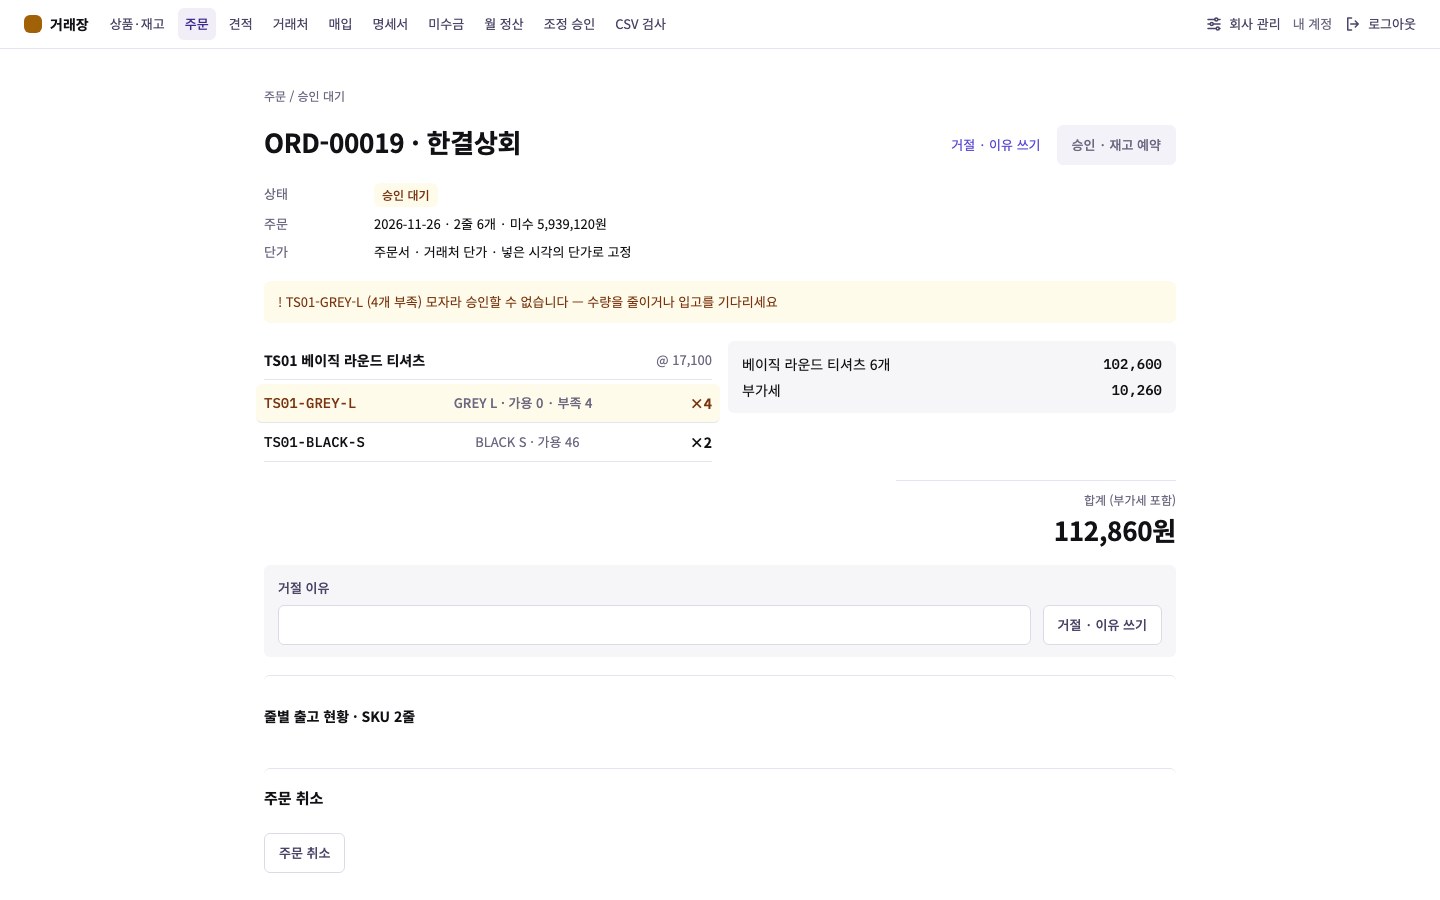 거래장 상품·재고 주문 견적 거래처 매입 명세서 미수금 월 정산 조정 승인 CSV 검사 회사 관리 내 계정 로그아웃
주문 / 승인 대기
ORD-00019 · 한결상회 거절 · 이유 쓰기 승인 · 재고 예약
상태 승인 대기
주문 2026-11-26 · 2줄 6개 · 미수 5,939,120원
단가 주문서 · 거래처 단가 · 넣은 시각의 단가로 고정
! TS01-GREY-L (4개 부족) 모자라 승인할 수 없습니다 — 수량을 줄이거나 입고를 기다리세요
TS01 베이직 라운드 티셔츠 @ 17,100
TS01-GREY-L GREY L · 가용 0 · 부족 4 ×4
TS01-BLACK-S BLACK S · 가용 46 ×2
베이직 라운드 티셔츠 6개 102,600
부가세 10,260
합계 (부가세 포함)
112,860원
거절 이유
거절 · 이유 쓰기
줄별 출고 현황 · SKU 2줄
주문 취소
주문 취소